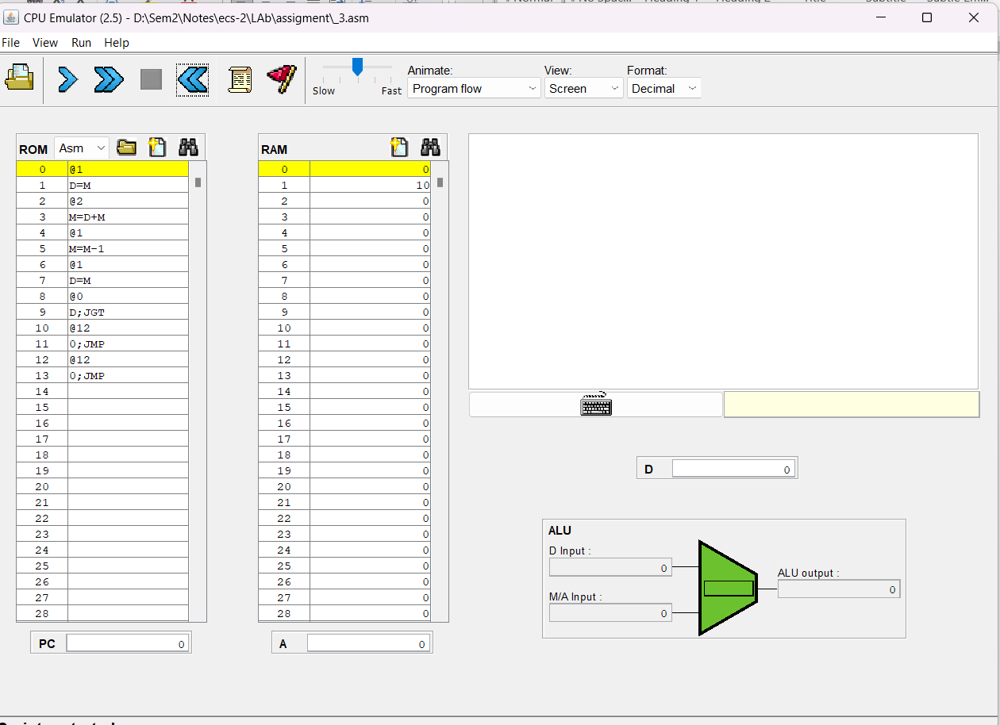 CPU Emulator (2.5) - D:\Sem2\Notes\ecs-2\LAb\assigment\_3.asm
File View Run Help
Slow Fast
Animate:
Program flow
View:
Screen
Format:
Decimal
ROM Asm
0 @1
1 D=M
2 @2
3 M=D+M
4 @1
5 M=M-1
6 @1
7 D=M
8 @0
9 D;JGT
10 @12
11 0;JMP
12 @12
13 0;JMP
14
15
16
17
18
19
20
21
22
23
24
25
26
27
28
PC 0
RAM
0 0
1 10
2 0
3 0
4 0
5 0
6 0
7 0
8 0
9 0
10 0
11 0
12 0
13 0
14 0
15 0
16 0
17 0
18 0
19 0
20 0
21 0
22 0
23 0
24 0
25 0
26 0
27 0
28 0
A 0
D 0
ALU
D Input :
0
M/A Input :
0
ALU output :
0